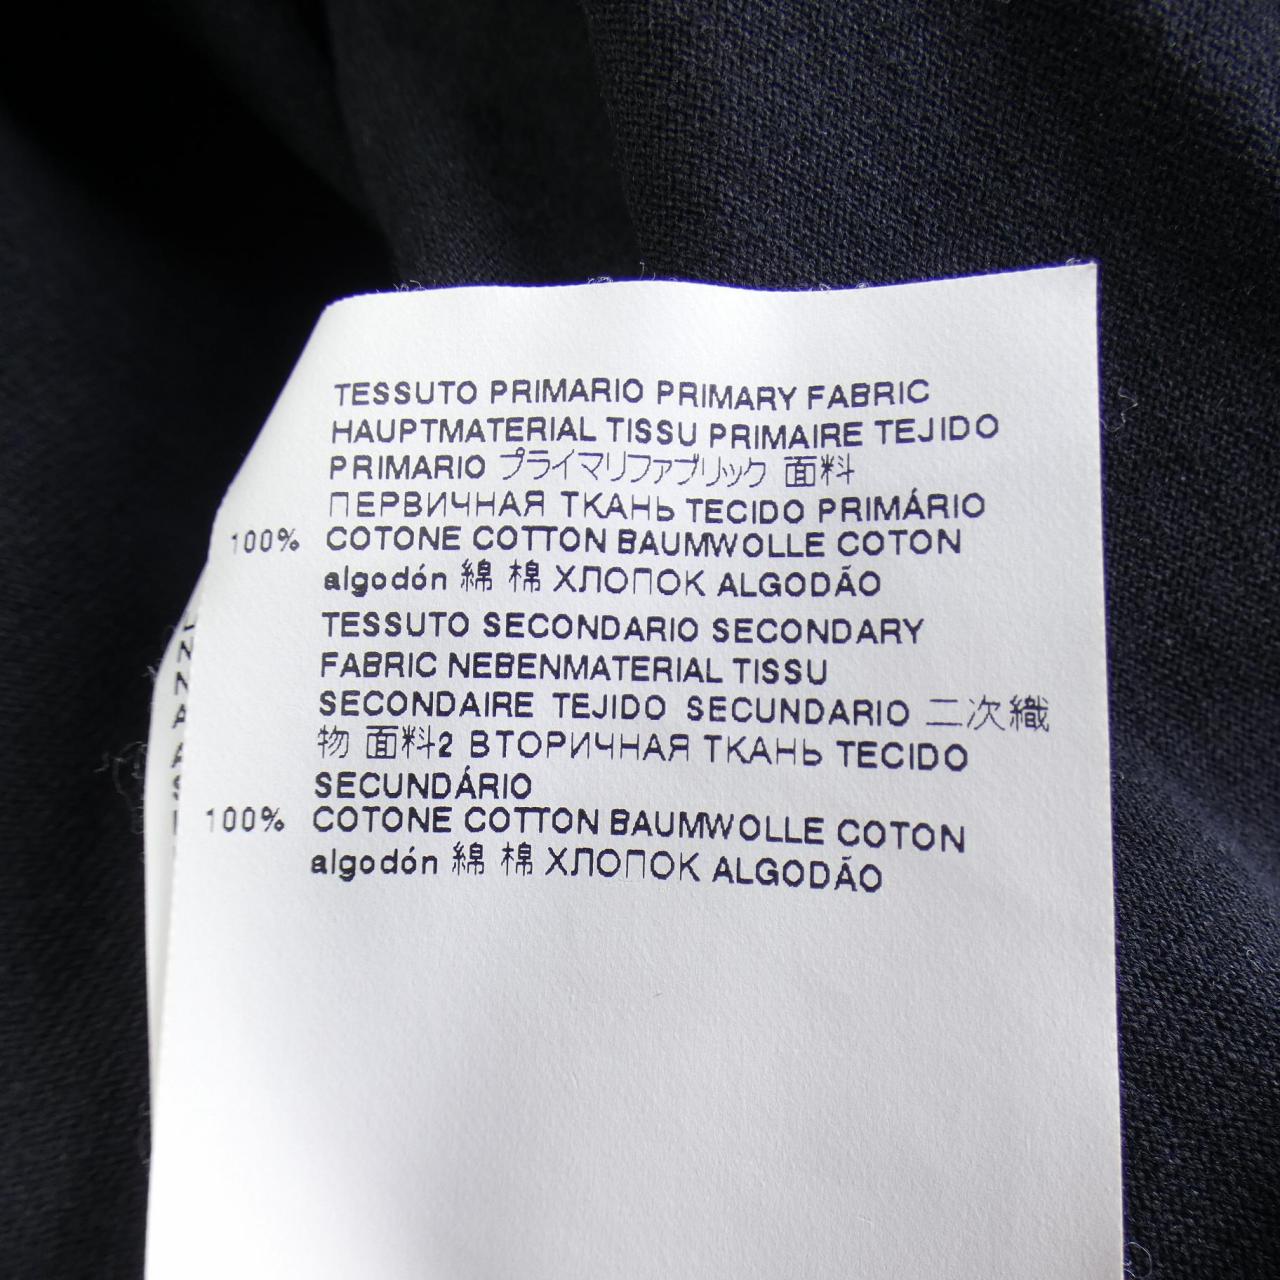 TESSUTO PRIMARIO PRIMARY FABRIC
HAUPTMATERIAL TISSU PRIMAIRE TEJIDO
PRIMARIO プライマリファブリック 面料
ПЕРВИЧНАЯ ТКАНЬ TECIDO PRIMÁRIO
100% COTONE COTTON BAUMWOLLE COTON
algodón 綿 棉 ХЛОПОК ALGODÃO
TESSUTO SECONDARIO SECONDARY
FABRIC NEBENMATERIAL TISSU
SECONDAIRE TEJIDO SECUNDARIO 二次織
物 面料2 ВТОРИЧНАЯ ТКАНЬ TECIDO
SECUNDÁRIO
100% COTONE COTTON BAUMWOLLE COTON
algodón 綿 棉 ХЛОПОК ALGODÃO